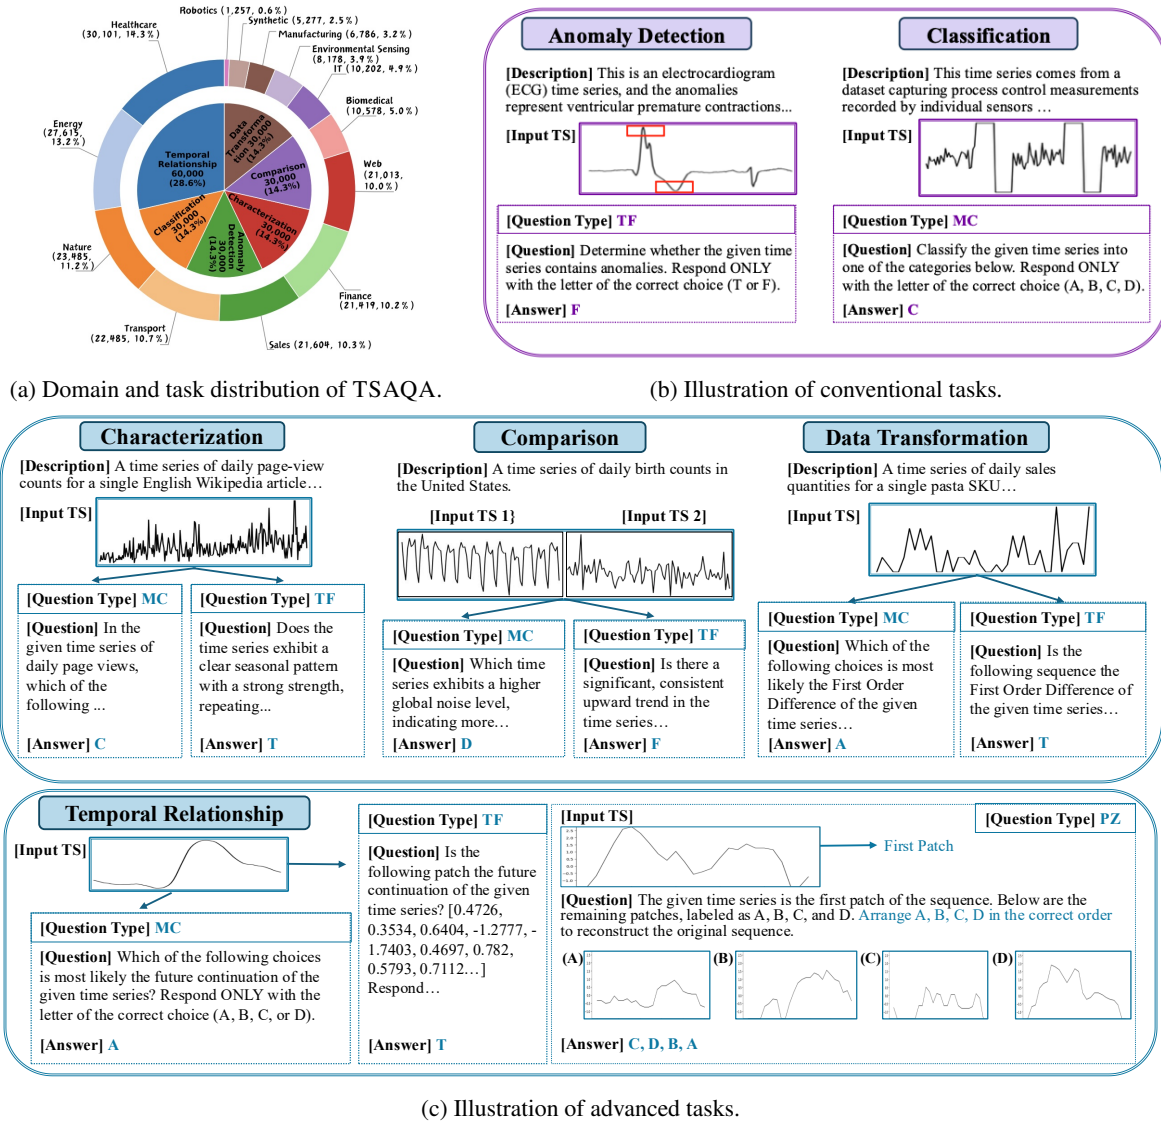 Robotics (1,257, 0.6%)
Synthetic (5,277, 2.5%)
Manufacturing (6,786, 3.2%)
Environmental Sensing
(8,178, 3.9%)
IT (10,202, 4.9%)
Biomedical
(10,578, 5.0%)
Web
(21,013,
10.0%)
Finance
(21,419,10.2%)
Sales (21,604, 10.3%)
Transport
(22,485, 10.7%)
Nature
(23,485,
11.2%)
Energy
(27,615,
13.2%)
Healthcare
(30,101, 14.3%)
Data
Transforma
tion 30,000
(14.3%)
Comparison
30,000
(14.3%)
Characterization
30,000
(14.3%)
Anomaly
Detection
30,000
(14.3%)
Classification
30,000
(14.3%)
Temporal
Relationship
60,000
(28.6%)
(a) Domain and task distribution of TSAQA.
Anomaly Detection
[Description] This is an electrocardiogram
(ECG) time series, and the anomalies
represent ventricular premature contractions...
[Input TS]
[Question Type] TF
[Question] Determine whether the given time
series contains anomalies. Respond ONLY
with the letter of the correct choice (T or F).
[Answer] F
Classification
[Description] This time series comes from a
dataset capturing process control measurements
recorded by individual sensors …
[Input TS]
[Question Type] MC
[Question] Classify the given time series into
one of the categories below. Respond ONLY
with the letter of the correct choice (A, B, C, D).
[Answer] C
(b) Illustration of conventional tasks.
Characterization
[Description] A time series of daily page-view
counts for a single English Wikipedia article…
[Input TS]
[Question Type] MC
[Question] In the
given time series of
daily page views,
which of the
following ...
[Answer] C
[Question Type] TF
[Question] Does the
time series exhibit a
clear seasonal pattern
with a strong strength,
repeating...
[Answer] T
Comparison
[Description] A time series of daily birth counts in
the United States.
[Input TS 1}
[Input TS 2]
[Question Type] MC
[Question] Which time
series exhibits a higher
global noise level,
indicating more…
[Answer] D
[Question Type] TF
[Question] Is there a
significant, consistent
upward trend in the
time series…
[Answer] F
Data Transformation
[Description] A time series of daily sales
quantities for a single pasta SKU…
[Input TS]
[Question Type] MC
[Question] Which of the
following choices is most
likely the First Order
Difference of the given
time series…
[Answer] A
[Question Type] TF
[Question] Is the
following sequence the
First Order Difference of
the given time series…
[Answer] T
Temporal Relationship
[Input TS]
[Question Type] MC
[Question] Which of the following choices
is most likely the future continuation of the
given time series? Respond ONLY with the
letter of the correct choice (A, B, C, or D).
[Answer] A
[Question Type] TF
[Question] Is the
following patch the future
continuation of the given
time series? [0.4726,
0.3534, 0.6404, -1.2777, -
1.7403, 0.4697, 0.782,
0.5793, 0.7112…]
Respond…
[Answer] T
[Input TS]
[Question Type] PZ
First Patch
[Question] The given time series is the first patch of the sequence. Below are the
remaining patches, labeled as A, B, C, and D. Arrange A, B, C, D in the correct order
to reconstruct the original sequence.
(A)
(B)
(C)
(D)
[Answer] C, D, B, A
(c) Illustration of advanced tasks.